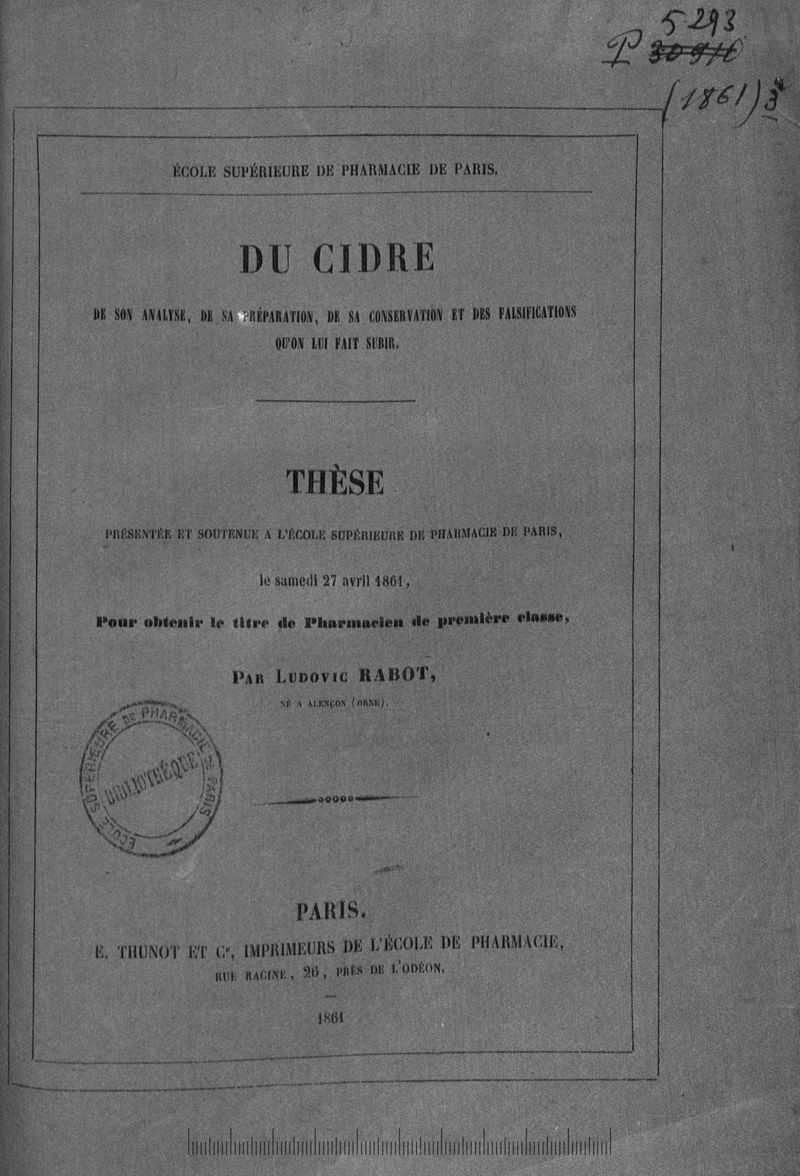 5293
P 30916
(1861) 3
ÉCOLE SUPÉRIEURE DE PHARMACIE DE PARIS.
DU CIDRE
DE SON ANALYSE, DE SA PRÉPARATION, DE SA CONSERVATION ET DES FALSIFICATIONS
QU'ON LUI FAIT SUBIR.
THÈSE
PRÉSENTÉE ET SOUTENUE A L'ÉCOLE SUPÉRIEURE DE PHARMACIE DE PARIS,
le samedi 27 avril 1861,
Pour obtenir le titre de Pharmacien de première classe,
PAR LUDOVIC RABOT,
NÉ A ALENÇON (ORNE).
ÉCOLE SUPÉRIEURE DE PHARMACIE DE PARIS
BIBLIOTHÈQUE
PARIS.
E. THUNOT ET Cᵉ, IMPRIMEURS DE L'ÉCOLE DE PHARMACIE,
RUE RACINE, 26, PRÈS DE L'ODÉON.
1861